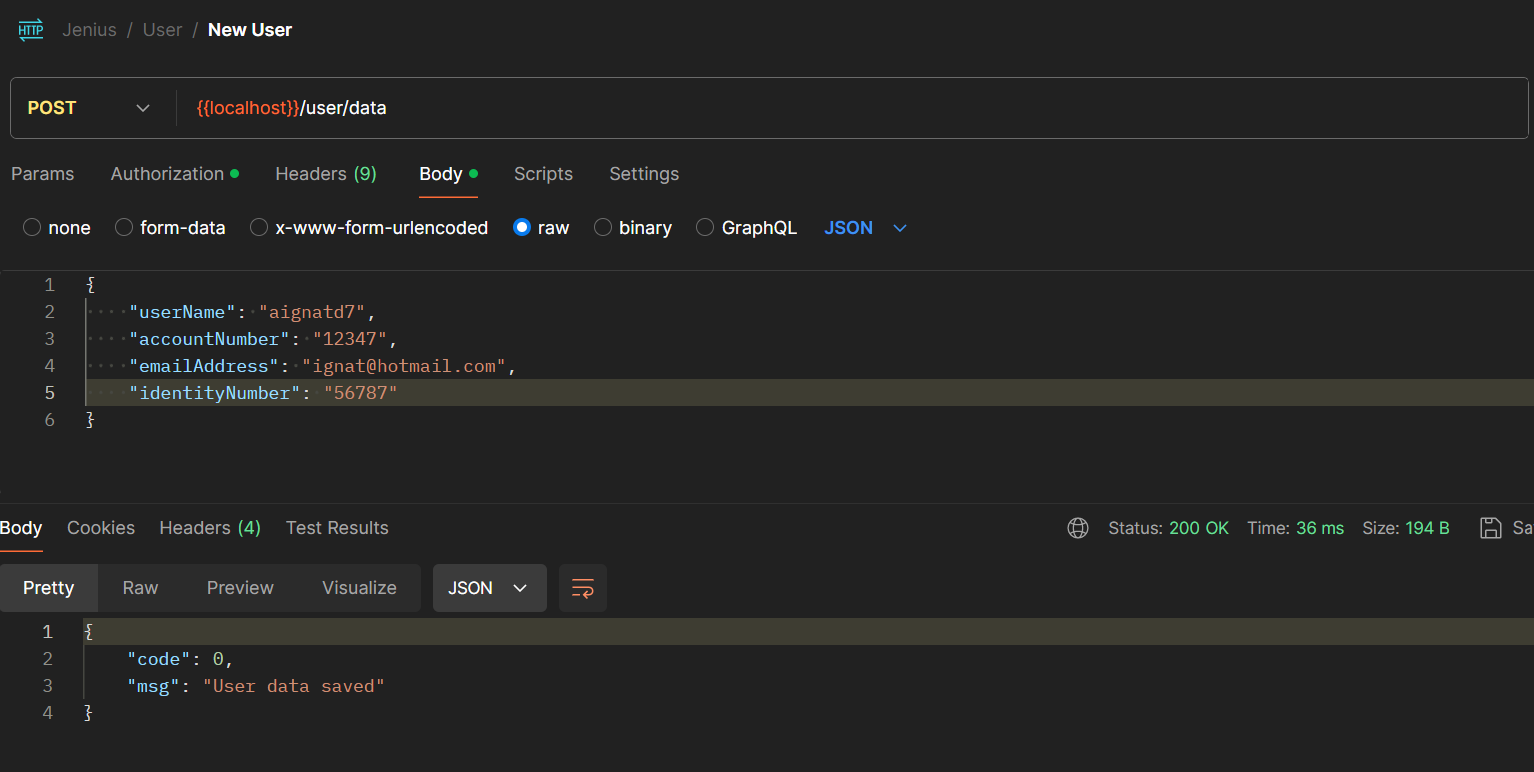 HTTP Jenius / User / New User
POST {{localhost}}/user/data
Params Authorization Headers (9) Body Scripts Settings
none form-data x-www-form-urlencoded raw binary GraphQL JSON
1 {
2 ····"userName":·"aignatd7",
3 ····"accountNumber":·"12347",
4 ····"emailAddress":·"ignat@hotmail.com",
5 ····"identityNumber":·"56787"
6 }
Body Cookies Headers (4) Test Results Status: 200 OK Time: 36 ms Size: 194 B Sa
Pretty Raw Preview Visualize JSON
1 {
2 "code": 0,
3 "msg": "User data saved"
4 }